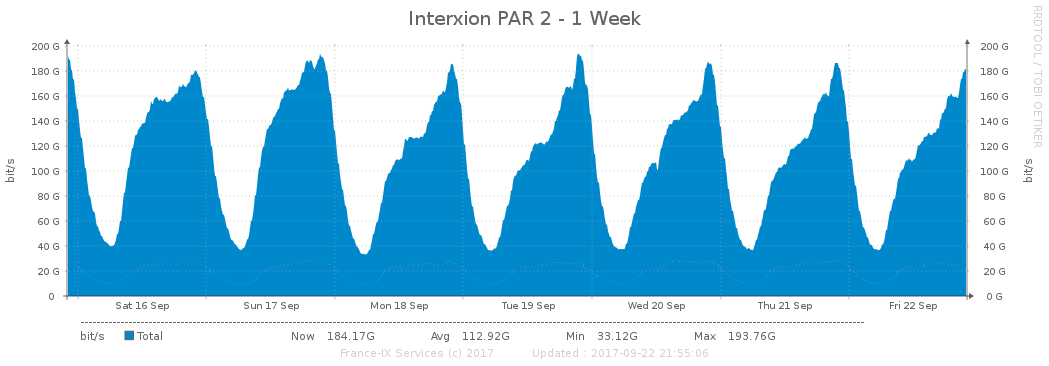 Interxion PAR 2 - 1 Week
RRDTOOL / TOBI OETIKER
bit/s
bit/s
200 G 200 G
180 G 180 G
160 G 160 G
140 G 140 G
120 G 120 G
100 G 100 G
80 G 80 G
60 G 60 G
40 G 40 G
20 G 20 G
0 0 G
Sat 16 Sep Sun 17 Sep Mon 18 Sep Tue 19 Sep Wed 20 Sep Thu 21 Sep Fri 22 Sep
bit/s Total Now 184.17G Avg 112.92G Min 33.12G Max 193.76G
France-IX Services (c) 2017 Updated : 2017-09-22 21:55:06